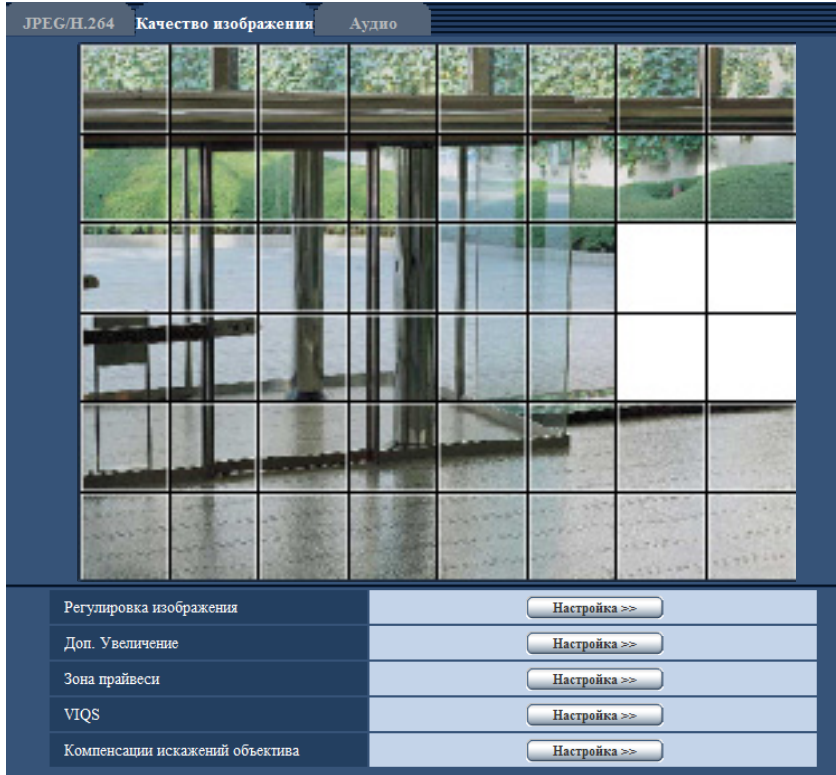 JPEG/H.264 Качество изображения Аудио
Регулировка изображения Настройка >>
Доп. Увеличение Настройка >>
Зона прайвеси Настройка >>
VIQS Настройка >>
Компенсации искажений объектива Настройка >>